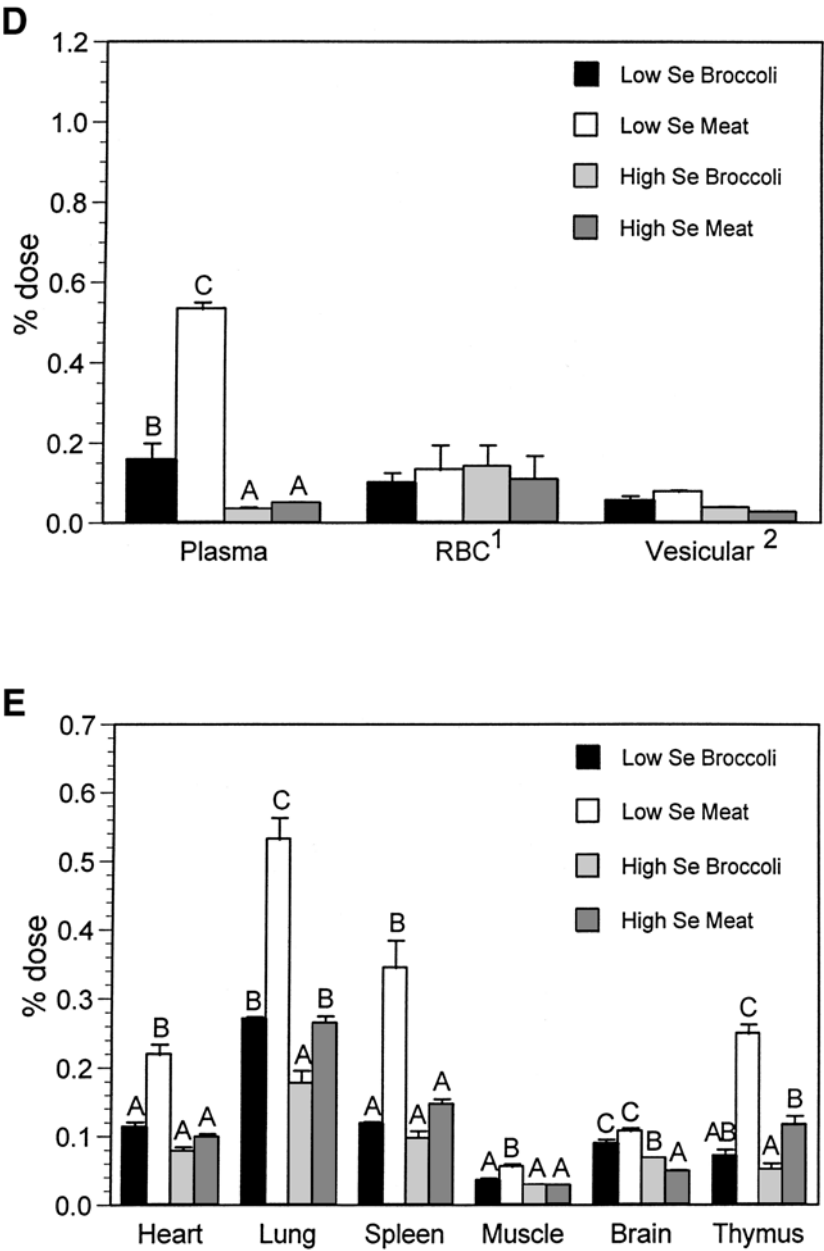 D
1.2
1.0
0.8
0.6
0.4
0.2
0.0
% dose
Low Se Broccoli
Low Se Meat
High Se Broccoli
High Se Meat
B
C
A
A
Plasma
RBC1
Vesicular 2
E
0.7
0.6
0.5
0.4
0.3
0.2
0.1
0.0
% dose
Low Se Broccoli
Low Se Meat
High Se Broccoli
High Se Meat
A B A A
B C A B
A B A A
A B A A
C C B A
AB C A B
Heart
Lung
Spleen
Muscle
Brain
Thymus